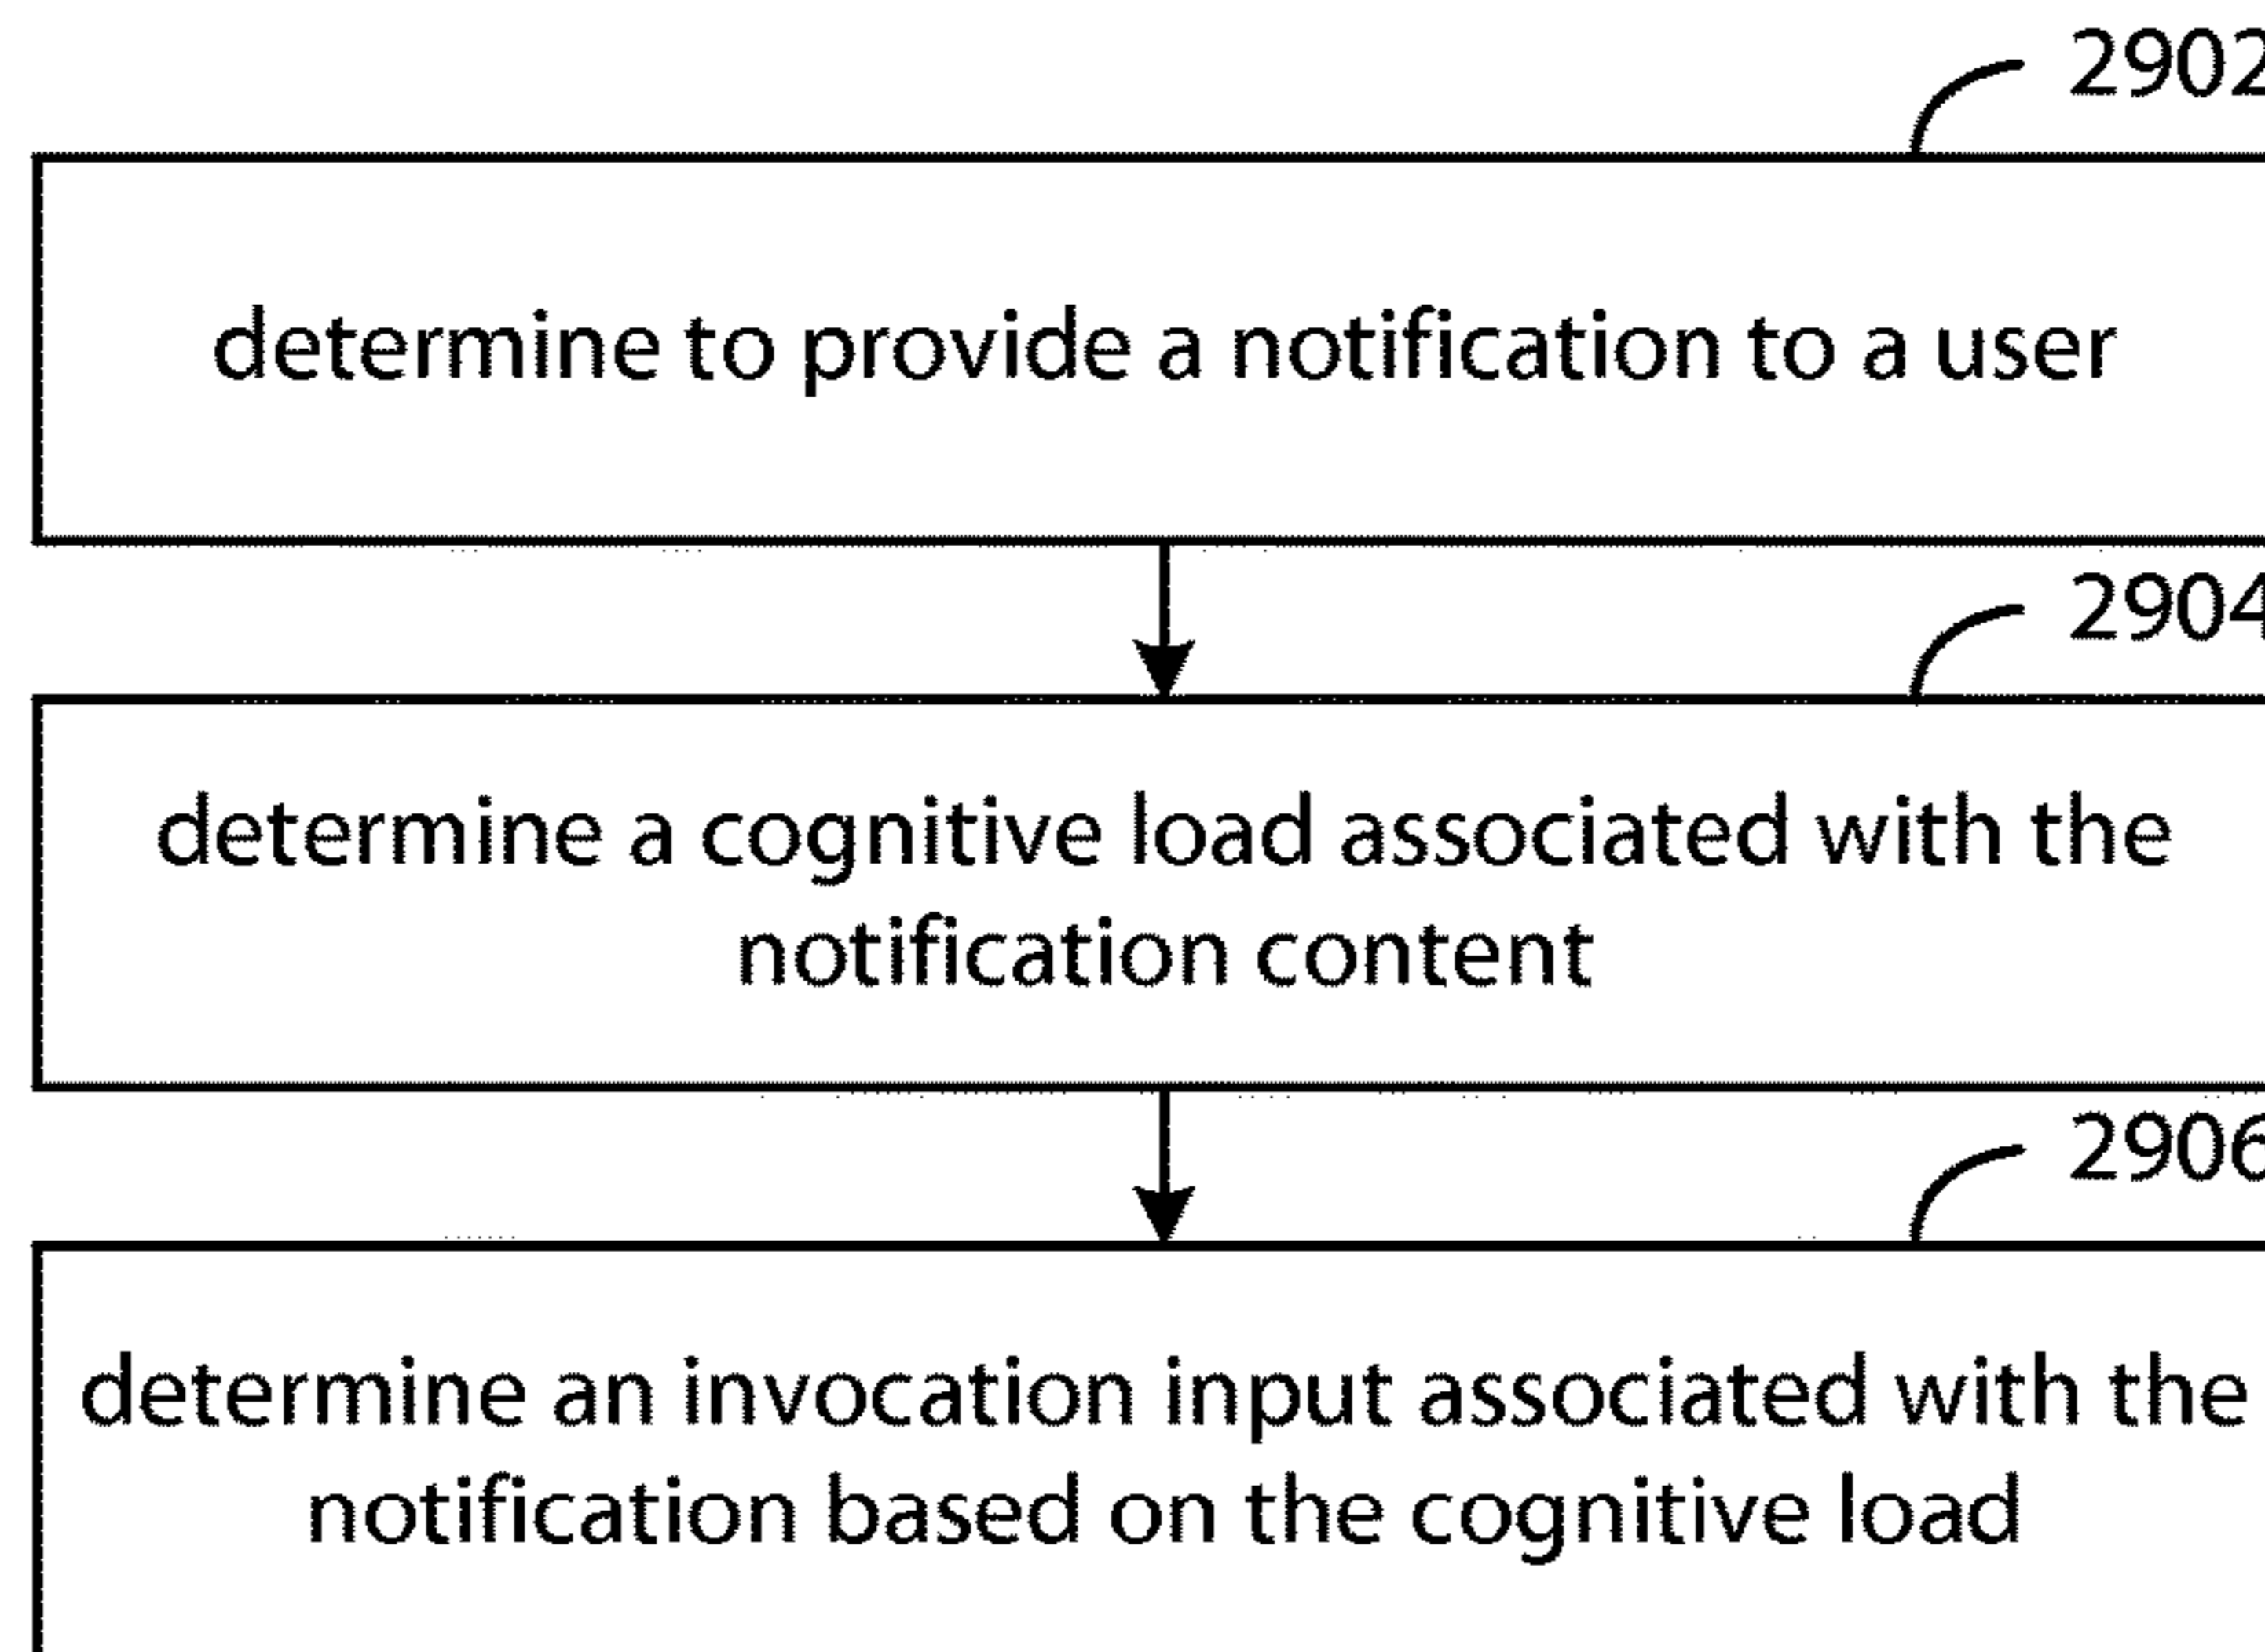 2902
determine to provide a notification to a user
2904
determine a cognitive load associated with the
notification content
2906
determine an invocation input associated with the
notification based on the cognitive load